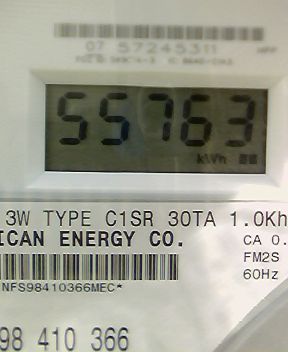 07 57245311
55763
kWh
3W TYPE C1SR 30TA 1.0Kh
ICAN ENERGY CO.
CA 0.
FM2S
60Hz
NFS98410366MEC*
98 410 366